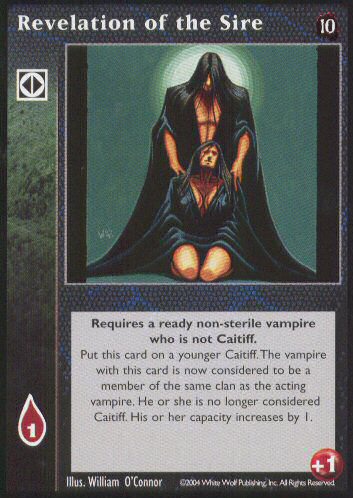 Revelation of the Sire
10
Requires a ready non-sterile vampire
who is not Caitiff.
Put this card on a younger Caitiff. The vampire
with this card is now considered to be a
member of the same clan as the acting
vampire. He or she is no longer considered
Caitiff. His or her capacity increases by 1.
1
+1
Illus. William O'Connor
©2004 White Wolf Publishing, Inc. All Rights Reserved.